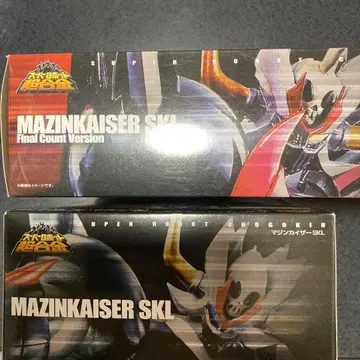 スーパーロボット
超合金
SUPER ROBOT
MAZINKAISER SKL
Final Count Version
※画像はイメージです。
スーパーロボット
超合金
SUPER ROBOT CHOGOKIN
マジンカイザーSKL
MAZINKAISER SKL